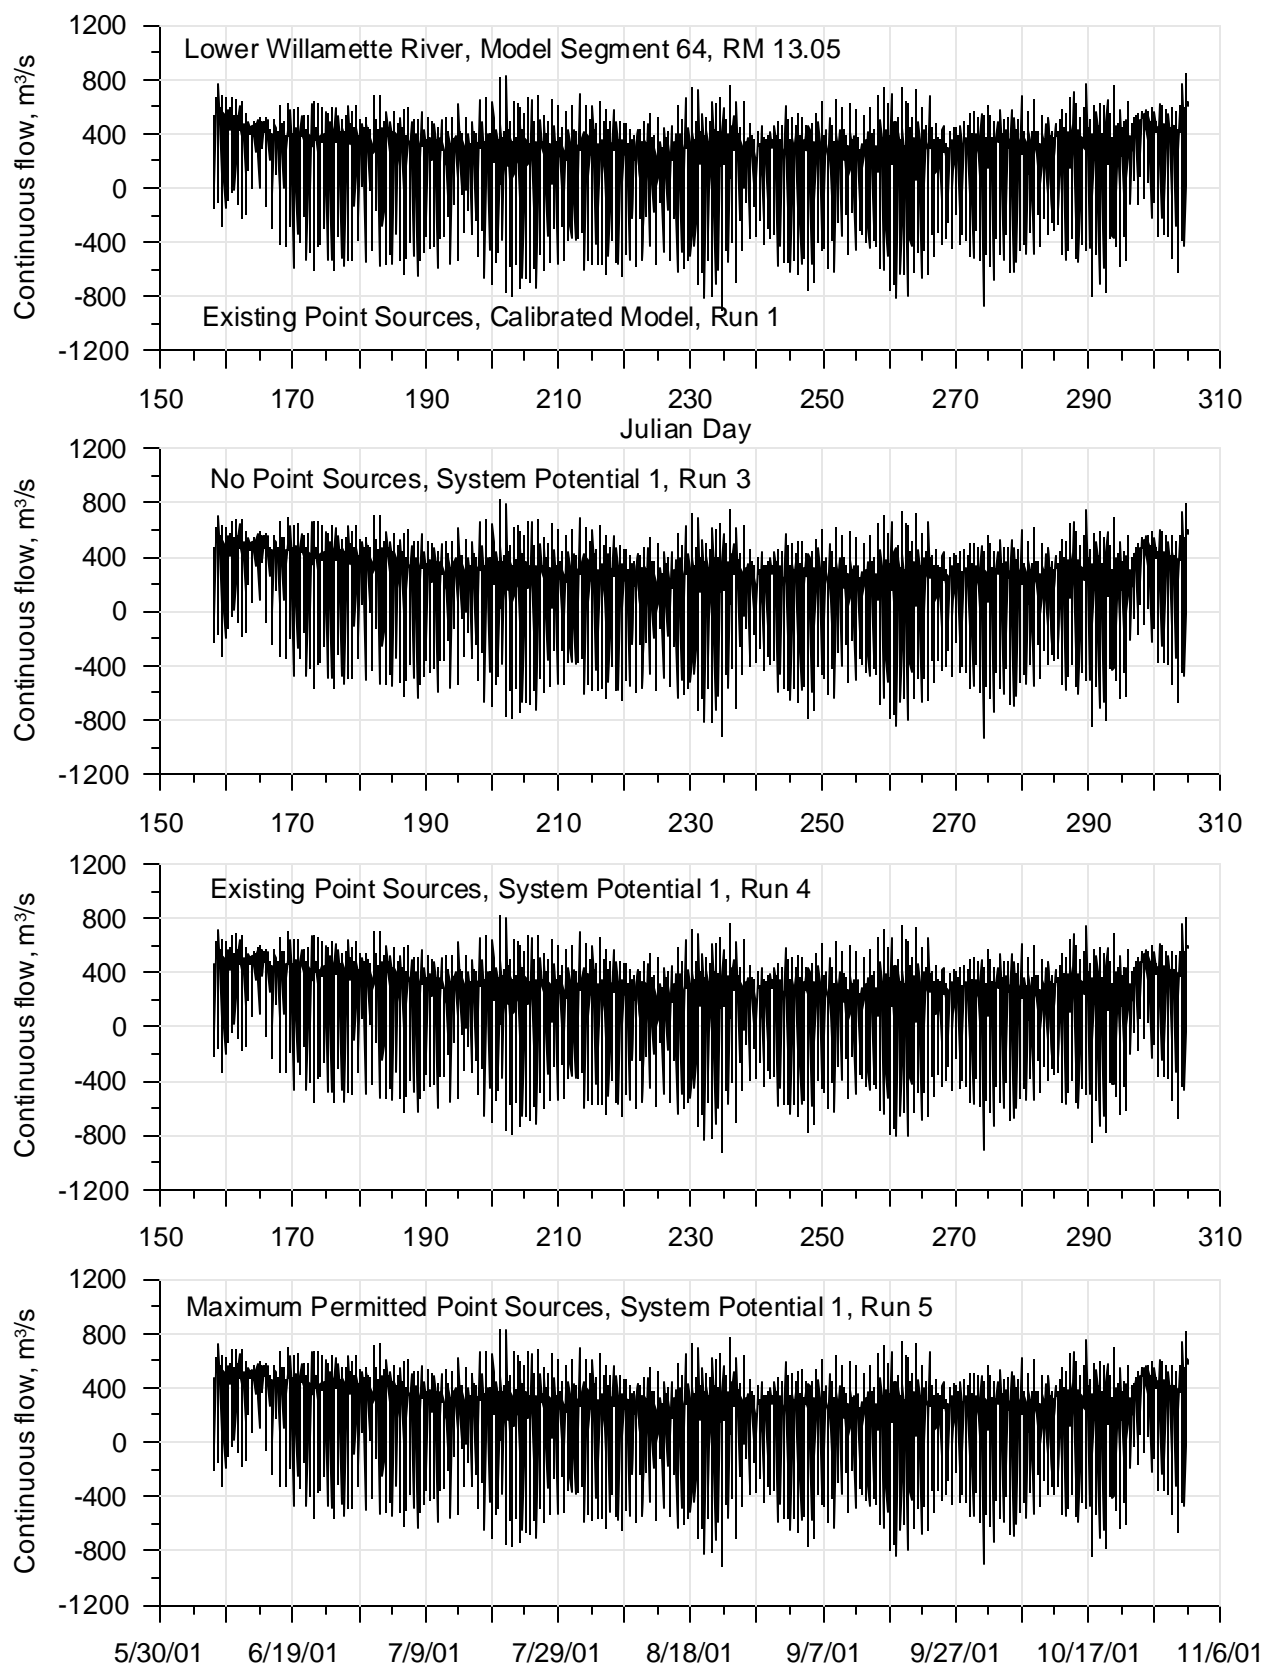 1200
Lower Willamette River, Model Segment 64, RM 13.05
800
400
0
-400
-800
Existing Point Sources, Calibrated Model, Run 1
-1200
Continuous flow, m³/s
150 170 190 210 230 250 270 290 310
Julian Day
1200
No Point Sources, System Potential 1, Run 3
800
400
0
-400
-800
-1200
Continuous flow, m³/s
150 170 190 210 230 250 270 290 310
1200
Existing Point Sources, System Potential 1, Run 4
800
400
0
-400
-800
-1200
Continuous flow, m³/s
150 170 190 210 230 250 270 290 310
1200
Maximum Permitted Point Sources, System Potential 1, Run 5
800
400
0
-400
-800
-1200
Continuous flow, m³/s
5/30/01 6/19/01 7/9/01 7/29/01 8/18/01 9/7/01 9/27/01 10/17/01 11/6/01